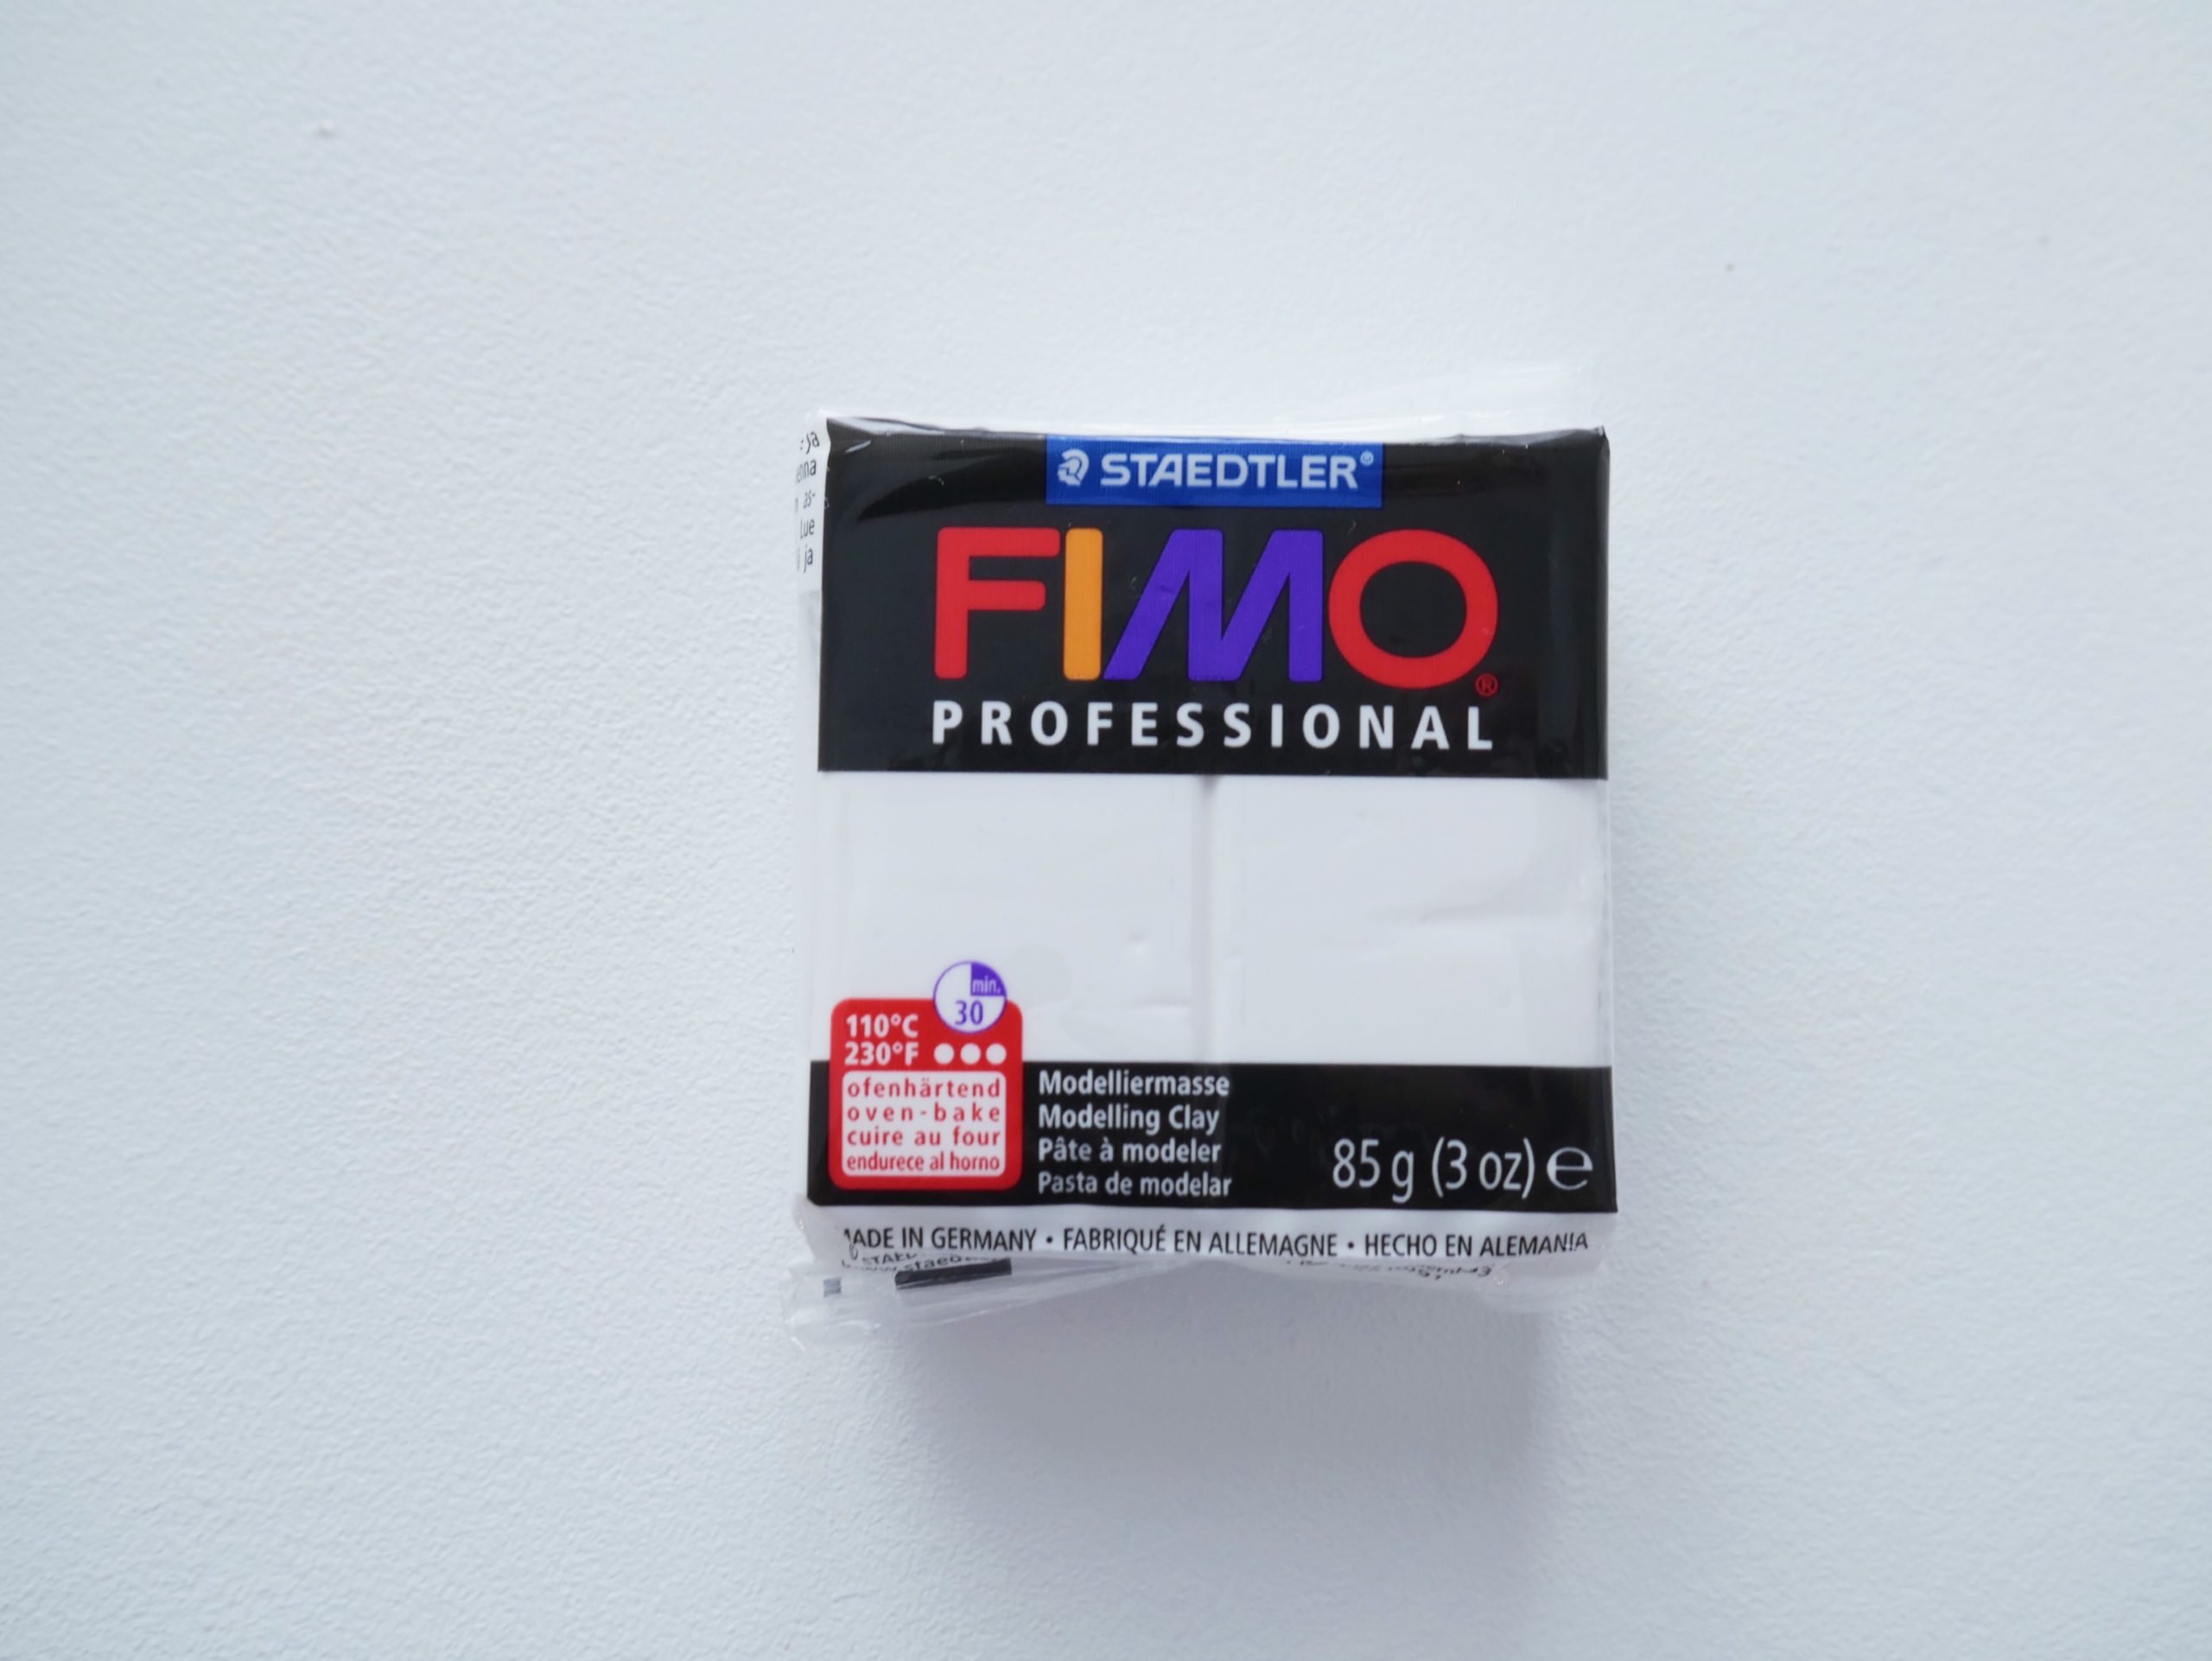 STAEDTLER®
FIMO®
PROFESSIONAL
min.
30
110°C
230°F
ofenhärtend
oven-bake
cuire au four
endurece al horno
Modelliermasse
Modelling Clay
Pâte à modeler
Pasta de modelar
85 g (3 oz) e
MADE IN GERMANY • FABRIQUÉ EN ALLEMAGNE • HECHO EN ALEMANIA